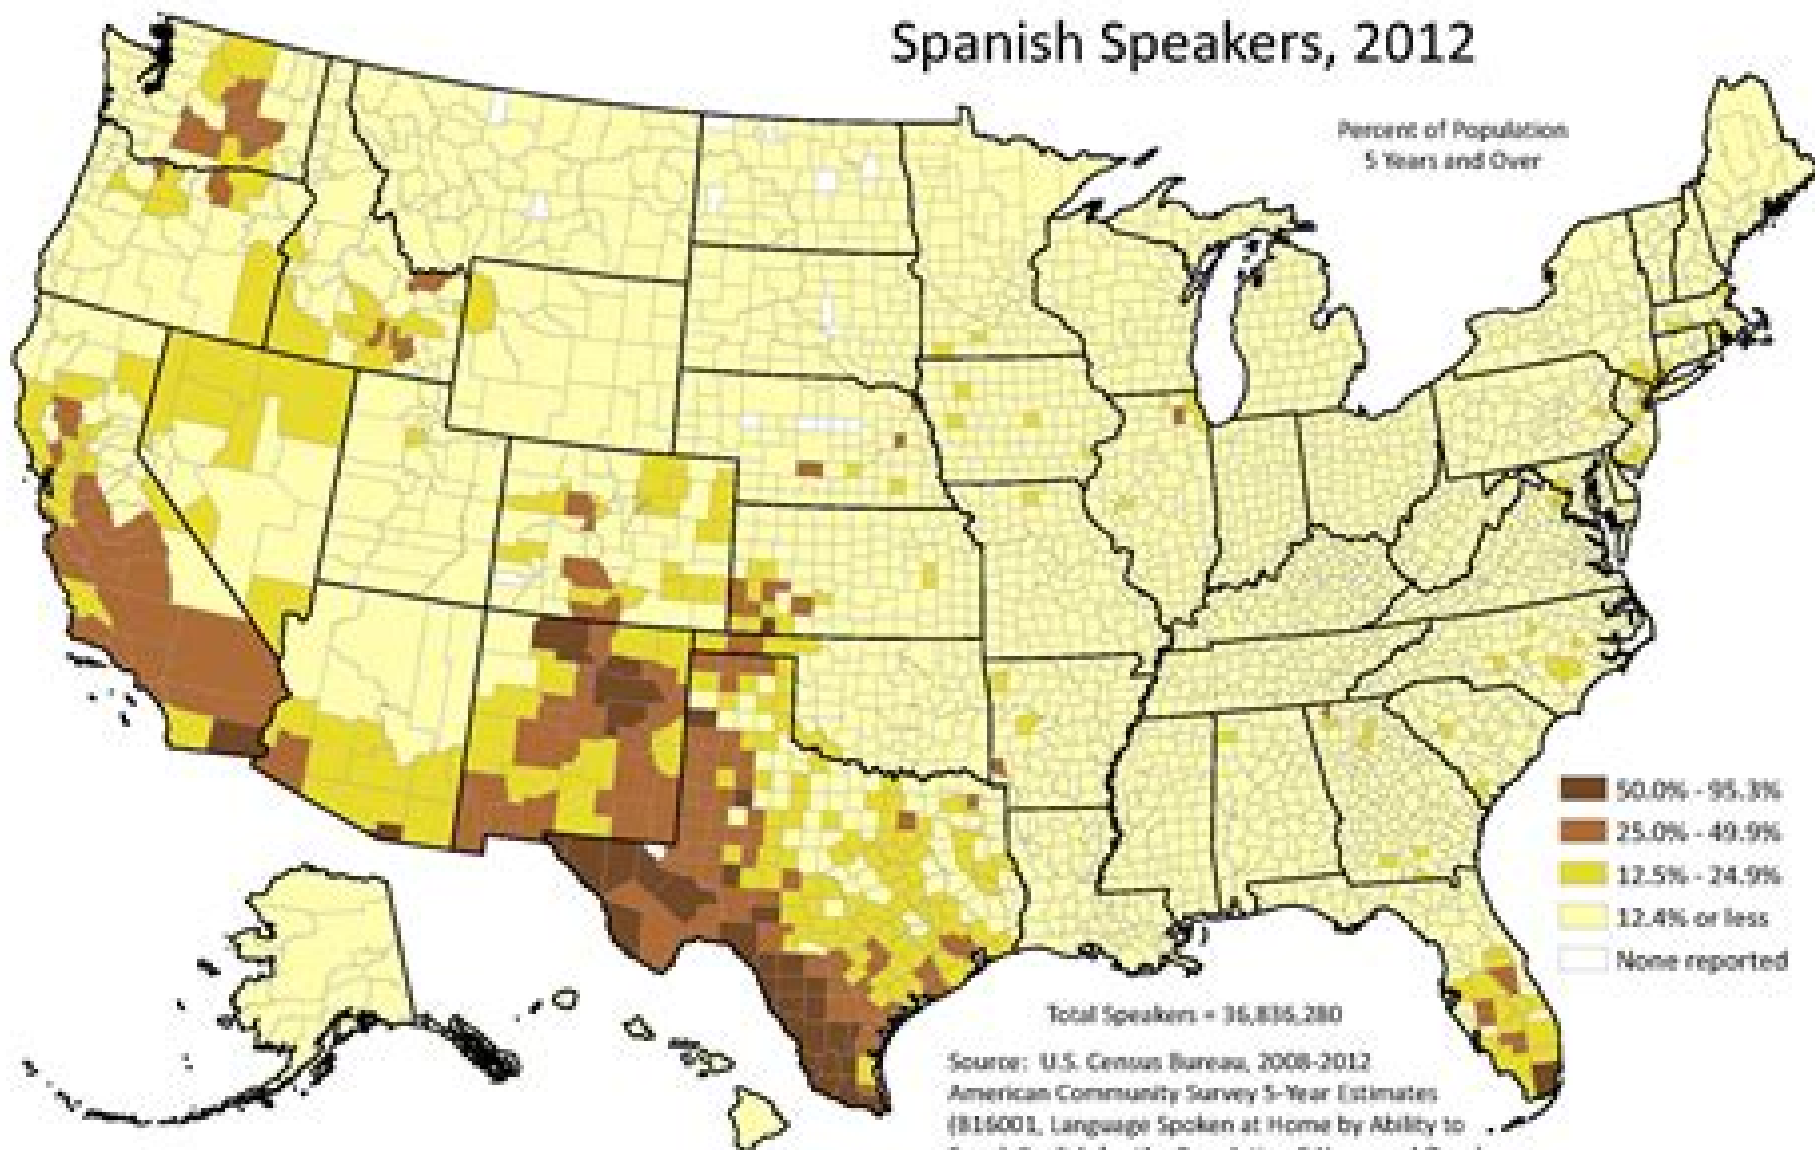 Spanish Speakers, 2012
Percent of Population
5 Years and Over
50.0% - 95.3%
25.0% - 49.9%
12.5% - 24.9%
12.4% or less
None reported
Total Speakers = 36,836,280
Source: U.S. Census Bureau, 2008-2012
American Community Survey 5-Year Estimates
(B16001, Language Spoken at Home by Ability to